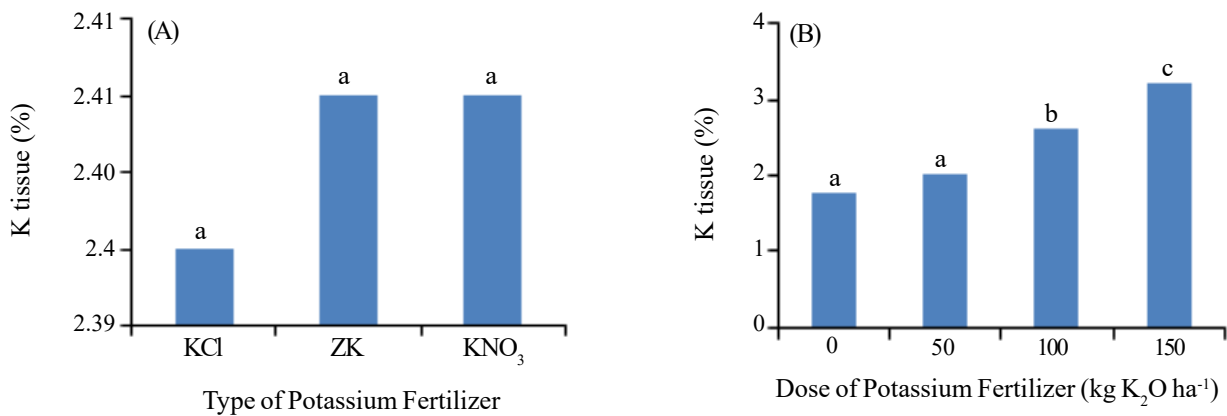 (A)
K tissue (%)
2.41
2.41
2.40
2.4
2.39
a
a
a
KCl
ZK
KNO₃
Type of Potassium Fertilizer
(B)
K tissue (%)
4
3
2
1
0
a
a
b
c
0
50
100
150
Dose of Potassium Fertilizer (kg K₂O ha⁻¹)